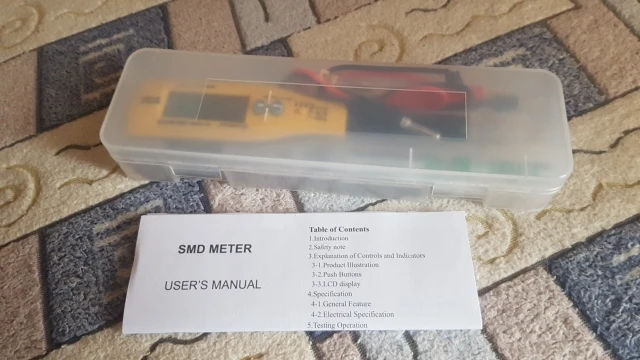 SMD METER
USER'S MANUAL
Table of Contents
1.Introduction
2.Safety note
3.Explanation of Controls and Indicators
3-1.Product Illustration
3-2.Push Buttons
3-3.LCD display
4.Specification
4-1.General Feature
4-2.Electrical Specification
5.Testing Operation